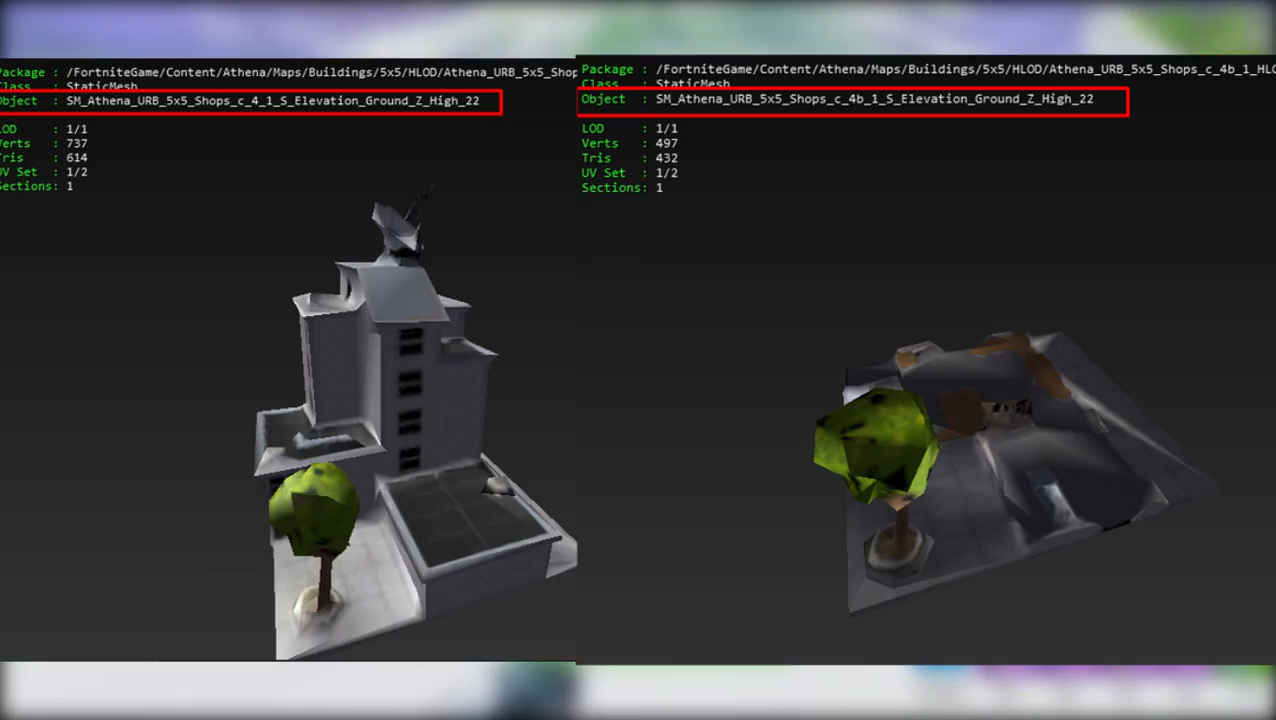 Package : /FortniteGame/Content/Athena/Maps/Buildings/5x5/HLOD/Athena_URB_5x5_Shop
Class : StaticMesh
Object : SM_Athena_URB_5x5_Shops_c_4_1_S_Elevation_Ground_Z_High_22
LOD : 1/1
Verts : 737
Tris : 614
UV Set : 1/2
Sections: 1
Package : /FortniteGame/Content/Athena/Maps/Buildings/5x5/HLOD/Athena_URB_5x5_Shops_c_4b_1_HLO
Class : StaticMesh
Object : SM_Athena_URB_5x5_Shops_c_4b_1_S_Elevation_Ground_Z_High_22
LOD : 1/1
Verts : 497
Tris : 432
UV Set : 1/2
Sections: 1